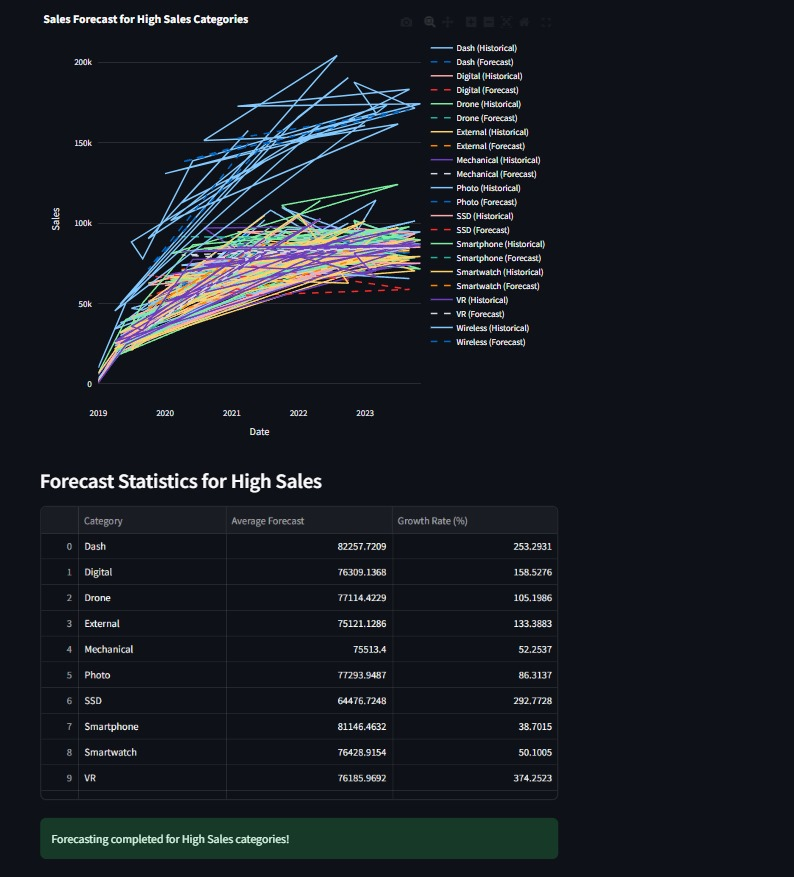 Sales Forecast for High Sales Categories
200k
150k
100k
50k
0
Sales
2019 2020 2021 2022 2023
Date
Dash (Historical)
Dash (Forecast)
Digital (Historical)
Digital (Forecast)
Drone (Historical)
Drone (Forecast)
External (Historical)
External (Forecast)
Mechanical (Historical)
Mechanical (Forecast)
Photo (Historical)
Photo (Forecast)
SSD (Historical)
SSD (Forecast)
Smartphone (Historical)
Smartphone (Forecast)
Smartwatch (Historical)
Smartwatch (Forecast)
VR (Historical)
VR (Forecast)
Wireless (Historical)
Wireless (Forecast)
Forecast Statistics for High Sales
Category Average Forecast Growth Rate (%)
0 Dash 82257.7209 253.2931
1 Digital 76309.1368 158.5276
2 Drone 77114.4229 105.1986
3 External 75121.1286 133.3883
4 Mechanical 75513.4 52.2537
5 Photo 77293.9487 86.3137
6 SSD 64476.7248 292.7728
7 Smartphone 81146.4632 38.7015
8 Smartwatch 76428.9154 50.1005
9 VR 76185.9692 374.2523
Forecasting completed for High Sales categories!